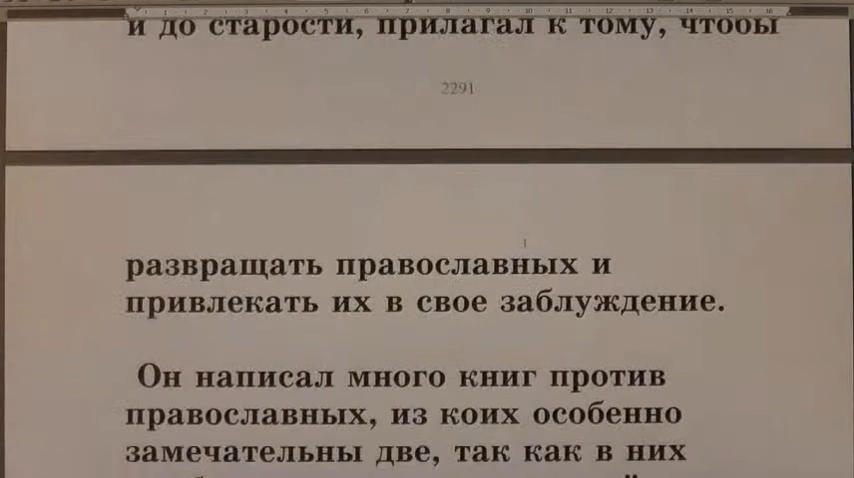 и до старости, прилагал к тому, чтобы
2291
развращать православных и
привлекать их в свое заблуждение.
Он написал много книг против
православных, из коих особенно
замечательны две, так как в них